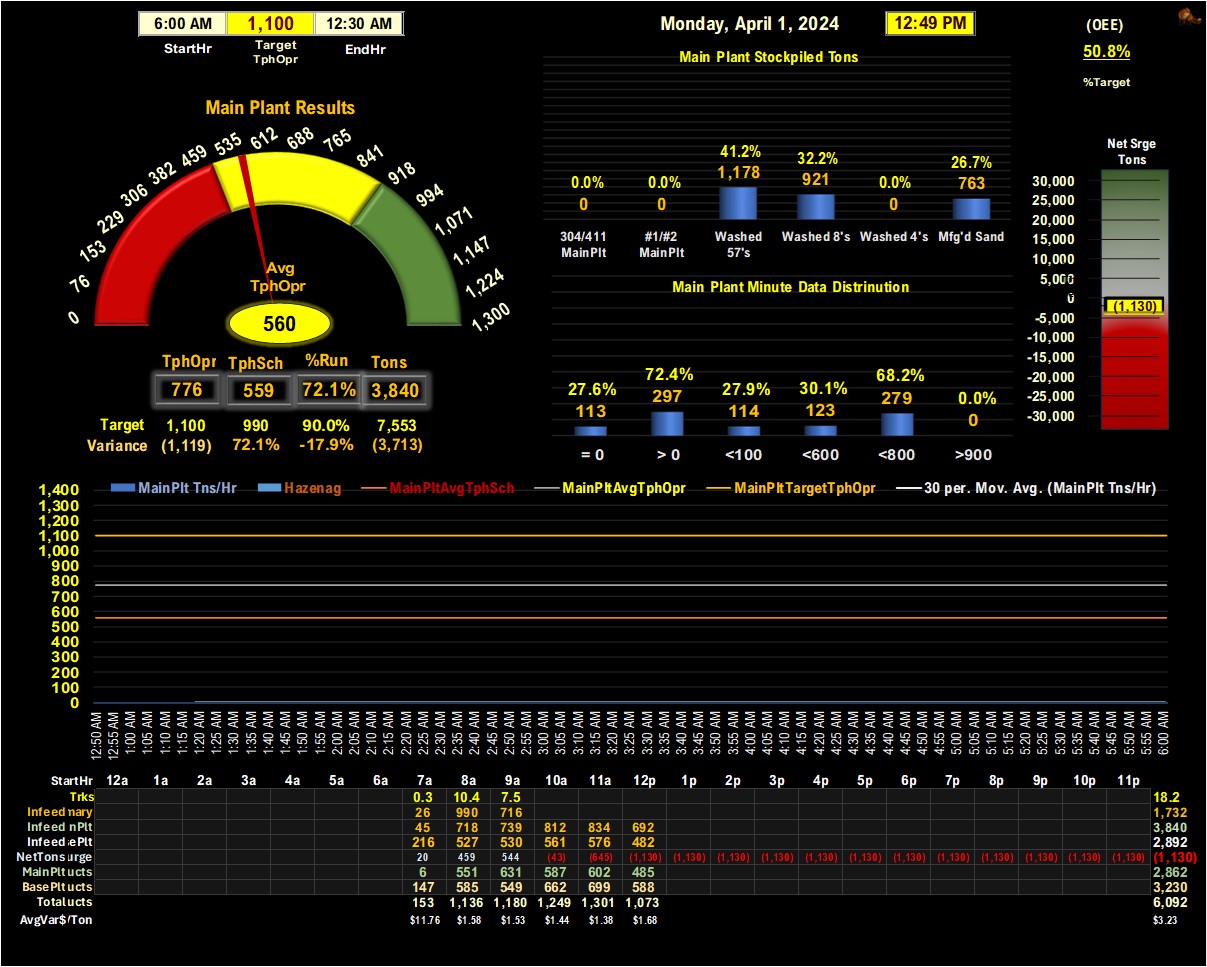 6:00 AM 1,100 12:30 AM
StartHr Target TphOpr EndHr
Monday, April 1, 2024 12:49 PM
(OEE)
50.8%
%Target
Main Plant Results
0 76 153 229 306 382 459 535 612 688 765 841 918 994 1,071 1,147 1,224 1,300
Avg
TphOpr
560
TphOpr TphSch %Run Tons
776 559 72.1% 3,840
Target 1,100 990 90.0% 7,553
Variance (1,119) 72.1% -17.9% (3,713)
Main Plant Stockpiled Tons
0.0% 0.0% 41.2% 32.2% 0.0% 26.7%
0 0 1,178 921 0 763
304/411 #1/#2 Washed Washed 8's Washed 4's Mfg'd Sand
MainPlt MainPlt 57's
Main Plant Minute Data Distrinution
27.6% 72.4% 27.9% 30.1% 68.2% 0.0%
113 297 114 123 279 0
= 0 > 0 <100 <600 <800 >900
Net Srge
Tons
30,000
25,000
20,000
15,000
10,000
5,000
0
(1,130)
-5,000
-10,000
-15,000
-20,000
-25,000
-30,000
MainPlt Tns/Hr Hazenag MainPltAvgTphSch MainPltAvgTphOpr MainPltTargetTphOpr 30 per. Mov. Avg. (MainPlt Tns/Hr)
1,400
1,300
1,200
1,100
1,000
900
800
700
600
500
400
300
200
100
0
12:50 AM 12:55 AM 1:00 AM 1:05 AM 1:10 AM 1:15 AM 1:20 AM 1:25 AM 1:30 AM 1:35 AM 1:40 AM 1:45 AM 1:50 AM 1:55 AM 2:00 AM 2:05 AM 2:10 AM 2:15 AM 2:20 AM 2:25 AM 2:30 AM 2:35 AM 2:40 AM 2:45 AM 2:50 AM 2:55 AM 3:00 AM 3:05 AM 3:10 AM 3:15 AM 3:20 AM 3:25 AM 3:30 AM 3:35 AM 3:40 AM 3:45 AM 3:50 AM 3:55 AM 4:00 AM 4:05 AM 4:10 AM 4:15 AM 4:20 AM 4:25 AM 4:30 AM 4:35 AM 4:40 AM 4:45 AM 4:50 AM 4:55 AM 5:00 AM 5:05 AM 5:10 AM 5:15 AM 5:20 AM 5:25 AM 5:30 AM 5:35 AM 5:40 AM 5:45 AM 5:50 AM 5:55 AM 6:00 AM
StartHr 12a 1a 2a 3a 4a 5a 6a 7a 8a 9a 10a 11a 12p 1p 2p 3p 4p 5p 6p 7p 8p 9p 10p 11p
Trks 0.3 10.4 7.5 18.2
Infeed nary 26 990 716 1,732
Infeed nPlt 45 718 739 812 834 692 3,840
Infeed ePlt 216 527 530 561 576 482 2,892
NetTons urge 20 459 544 (43) (645) (1,130) (1,130) (1,130) (1,130) (1,130) (1,130) (1,130) (1,130) (1,130) (1,130) (1,130) (1,130) (1,130)
MainPlt ucts 6 551 631 587 602 485 2,862
BasePlt ucts 147 585 549 662 699 588 3,230
Total ucts 153 1,136 1,180 1,249 1,301 1,073 6,092
AvgVar$/Ton $11.76 $1.58 $1.53 $1.44 $1.38 $1.68 $3.23